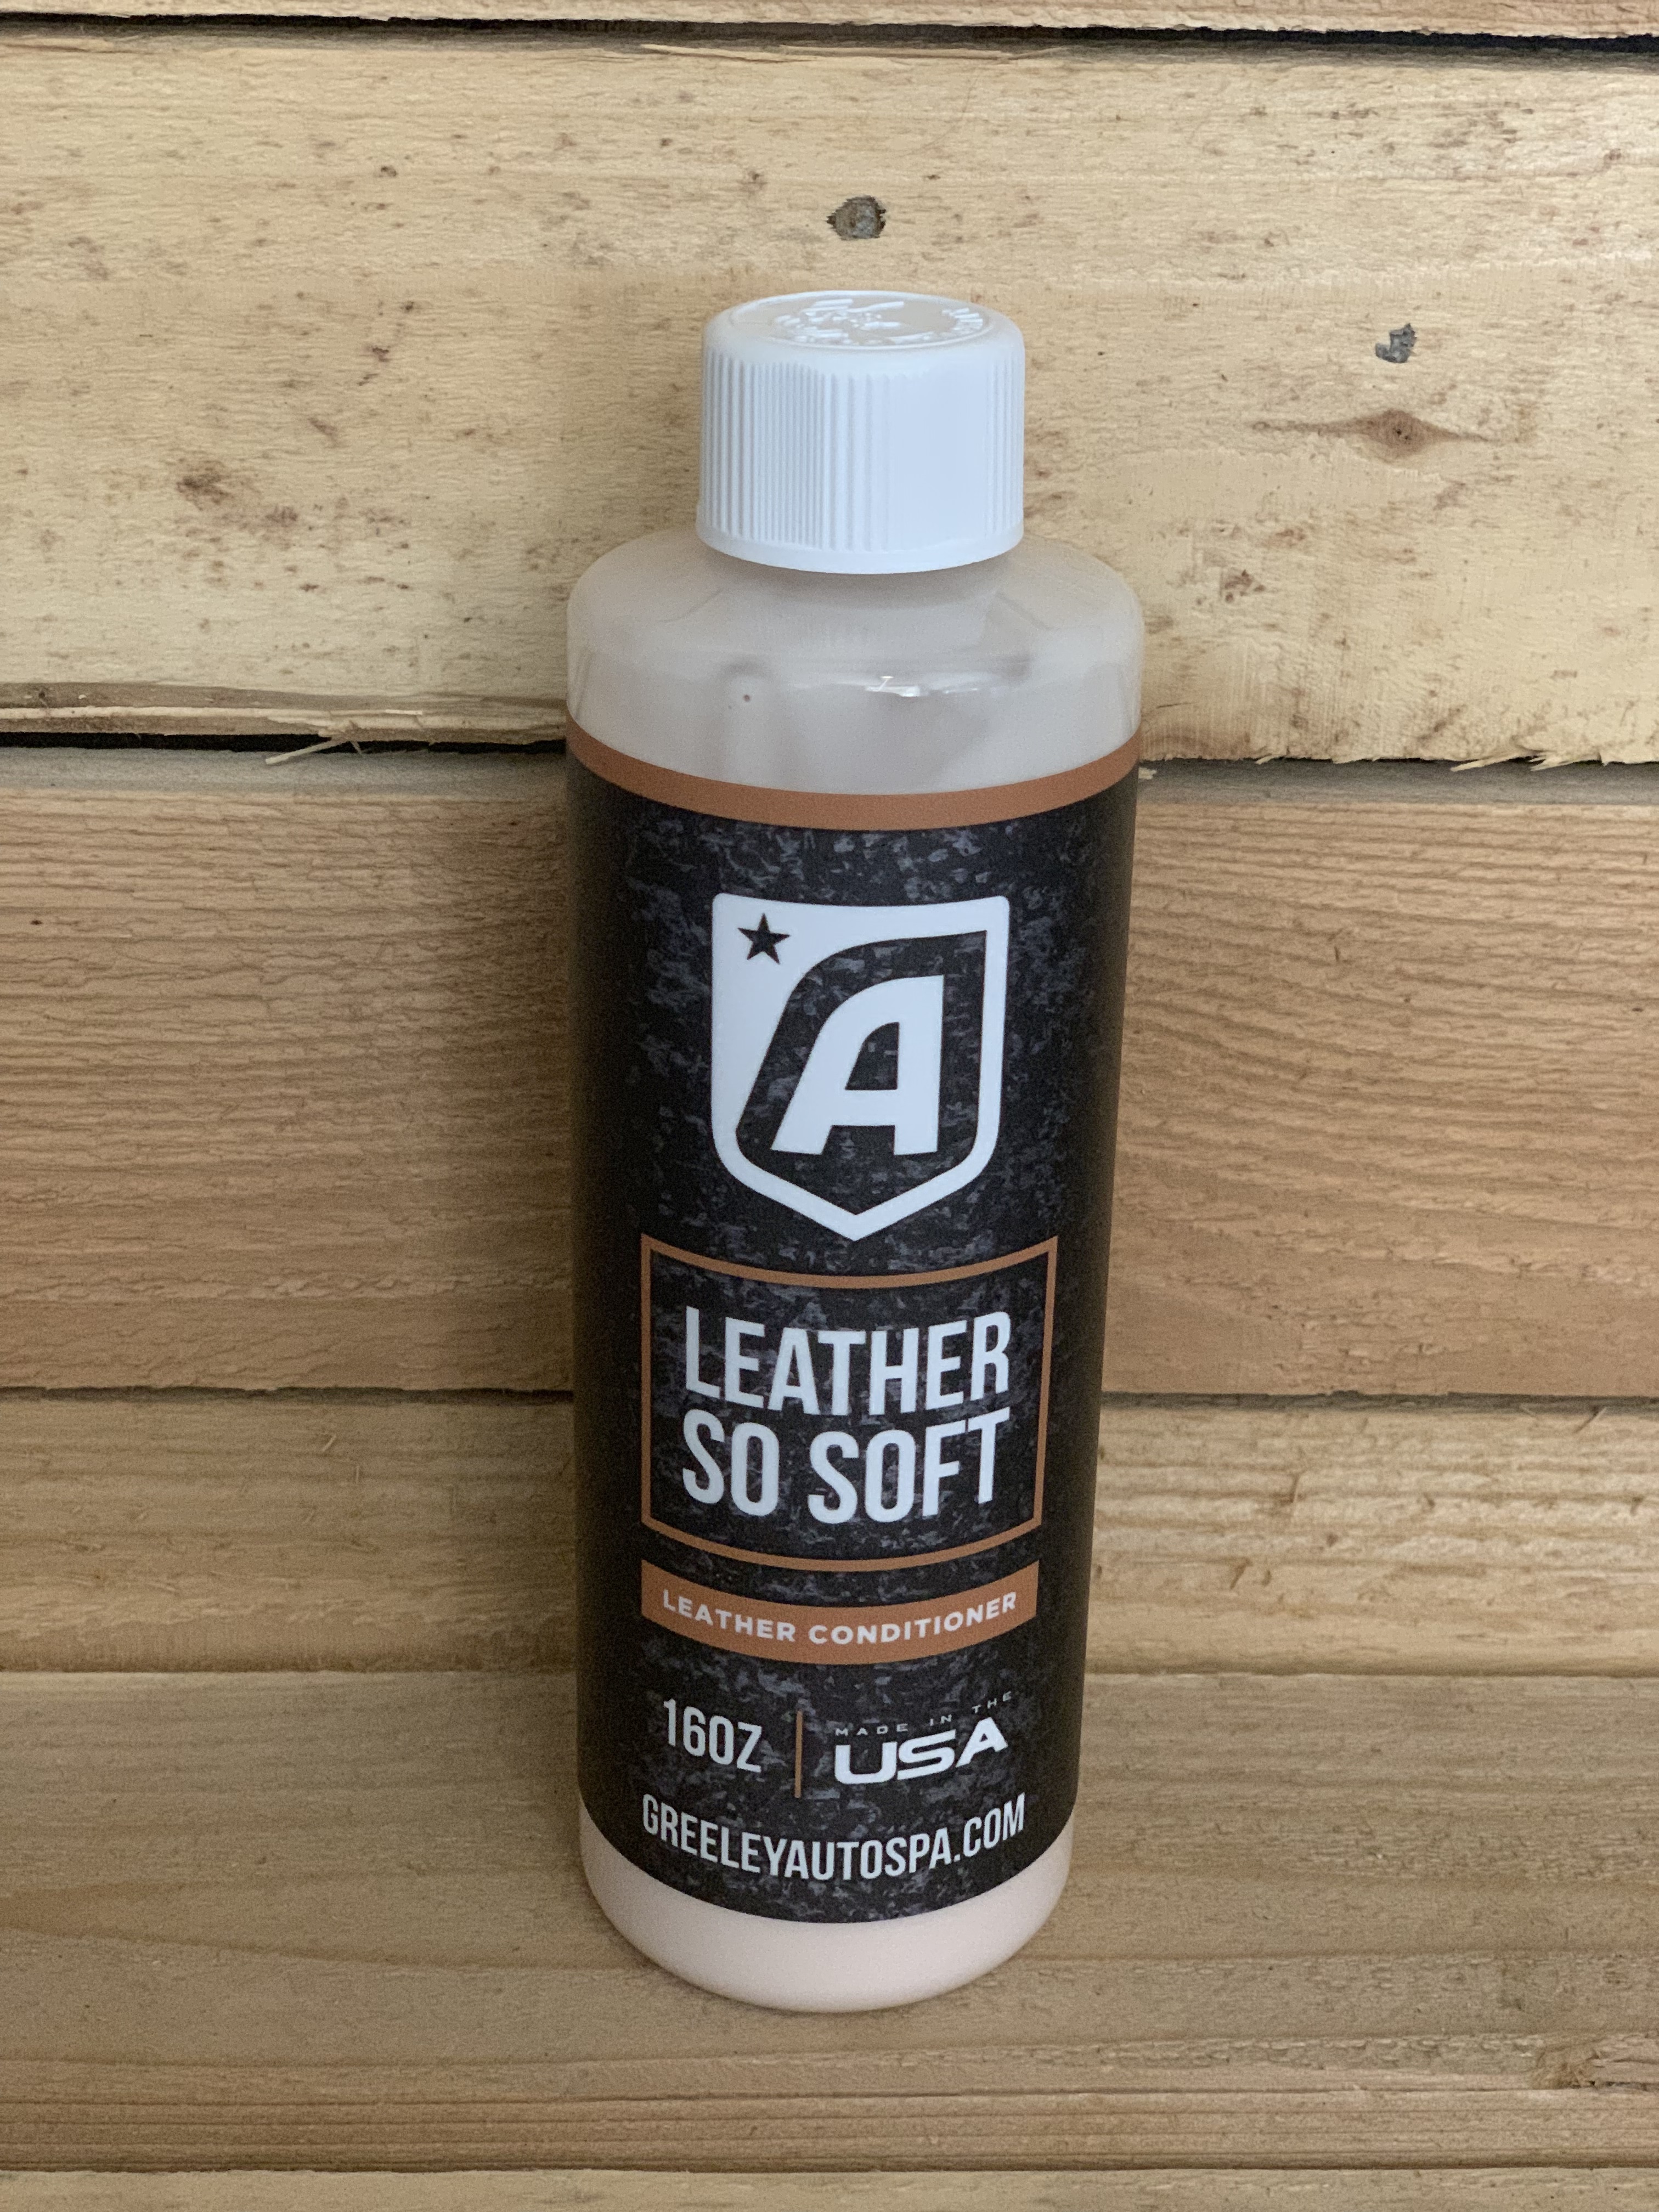 A
LEATHER
SO SOFT
LEATHER CONDITIONER
16OZ
MADE IN THE
USA
GREELEYAUTOSPA.COM